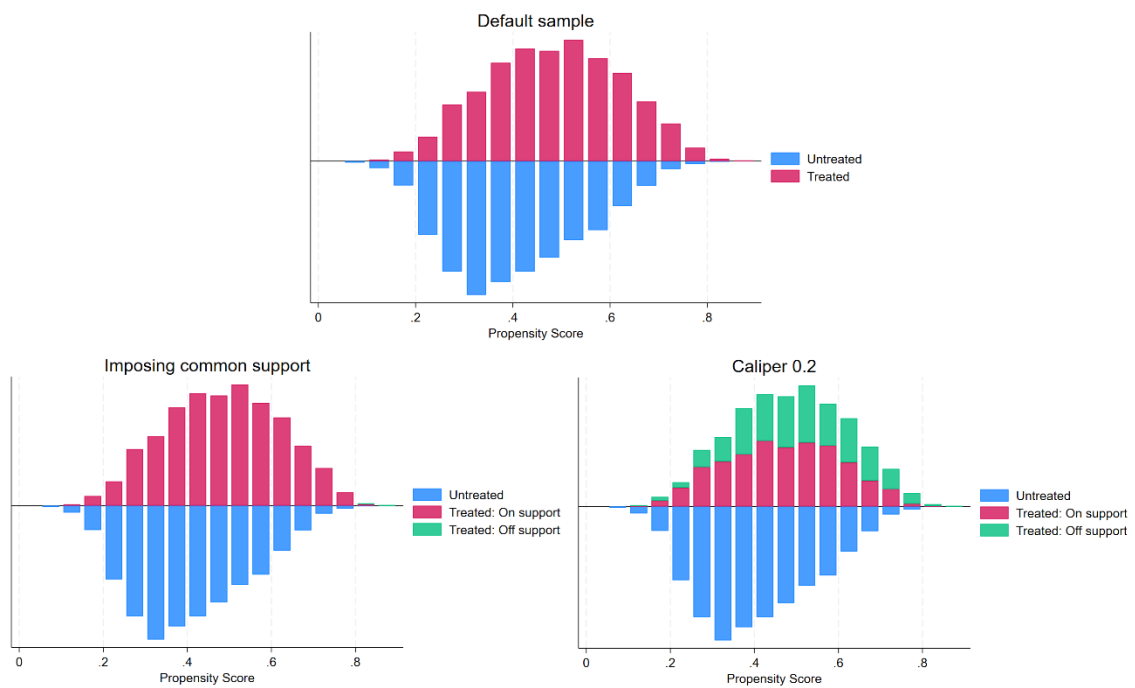 Default sample
Untreated
Treated
0 .2 .4 .6 .8
Propensity Score
Imposing common support
Untreated
Treated: On support
Treated: Off support
0 .2 .4 .6 .8
Propensity Score
Caliper 0.2
Untreated
Treated: On support
Treated: Off support
0 .2 .4 .6 .8
Propensity Score